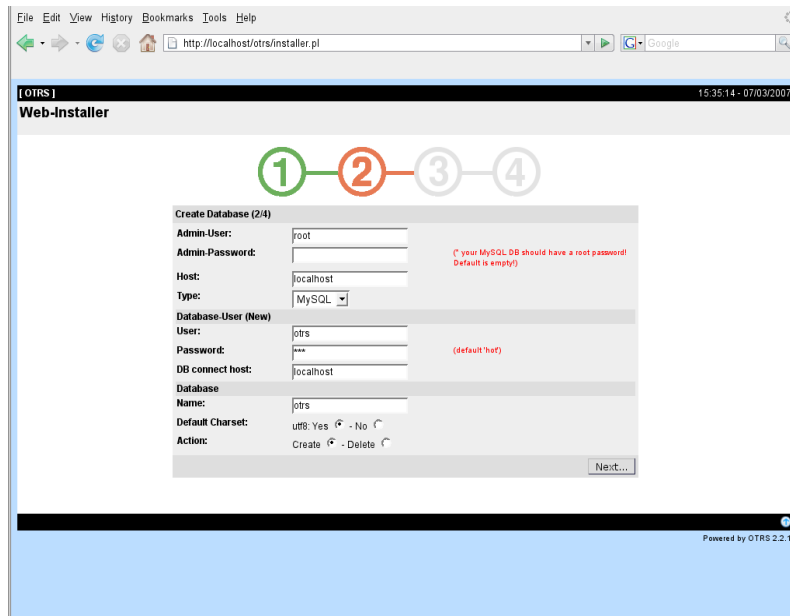 File Edit View History Bookmarks Tools Help
http://localhost/otrs/installer.pl
G Google
[ OTRS ]
15:35:14 - 07/03/2007
Web-Installer
1 2 3 4
Create Database (2/4)
Admin-User: root
Admin-Password: (* your MySQL DB should have a root password!
Default is empty!)
Host: localhost
Type: MySQL
Database-User (New)
User: otrs
Password: *** (default 'hot')
DB connect host: localhost
Database
Name: otrs
Default Charset: utf8: Yes - No
Action: Create - Delete
Next...
?
Powered by OTRS 2.2.1